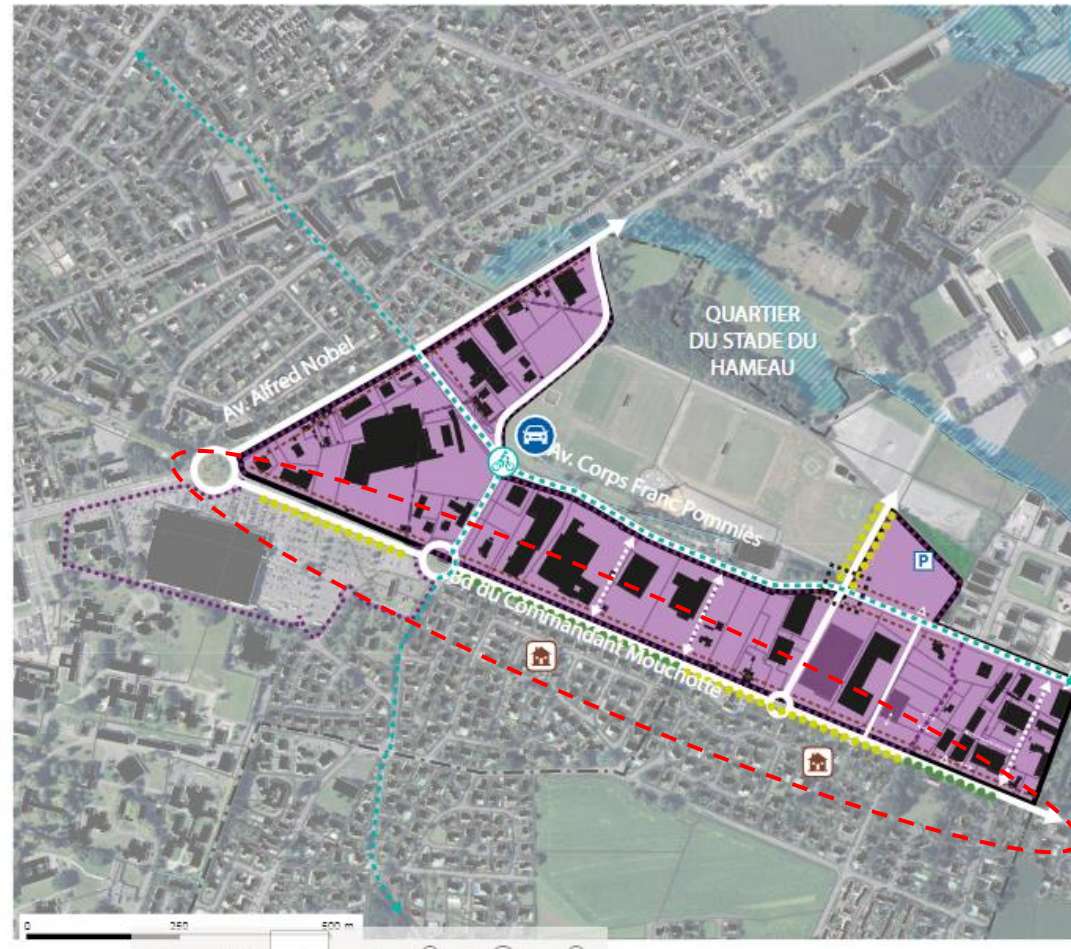 QUARTIER
DU STADE DU
HAMEAU
Av. Alfred Nobel
Av. Corps Franc Pommiès
P
Bd du Commandant Mouchotte
0 250 500 m